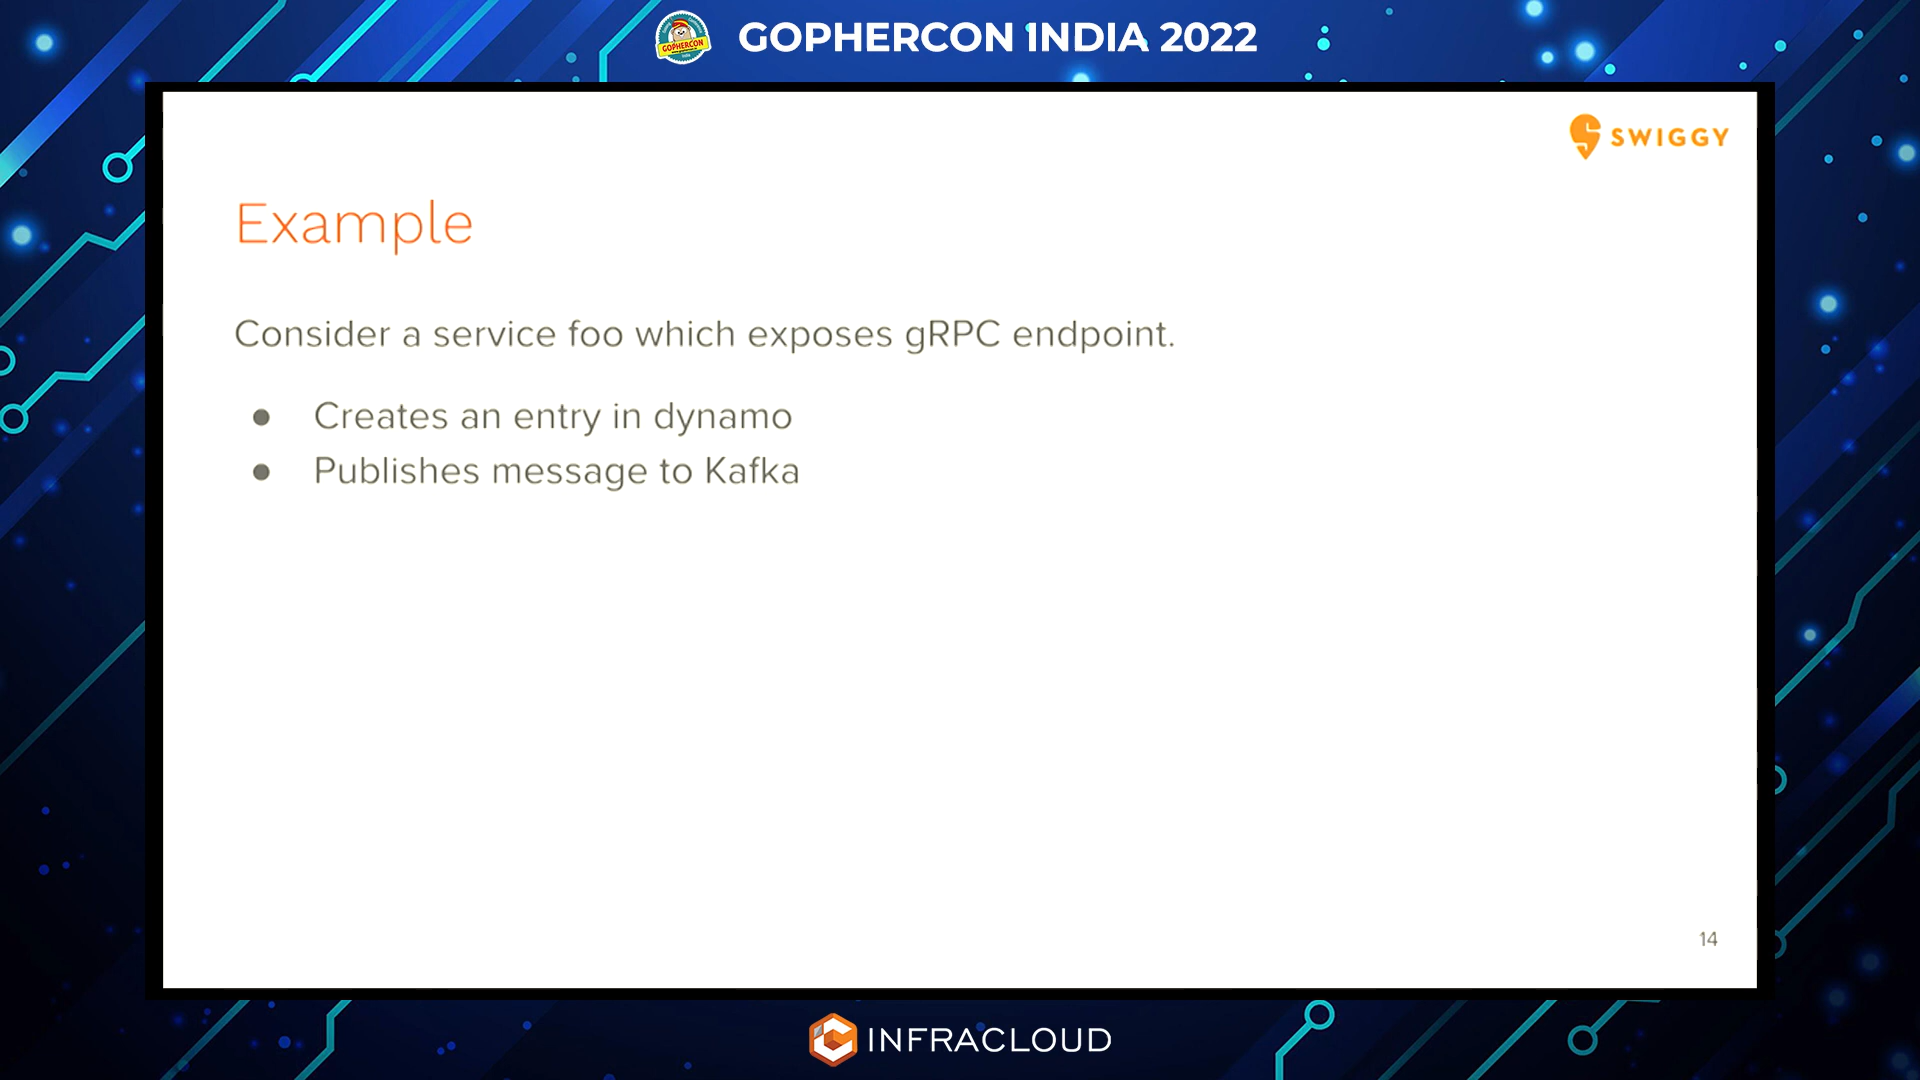 GOPHERCON
GOPHERCON INDIA 2022
SWIGGY
Example
Consider a service foo which exposes gRPC endpoint.
● Creates an entry in dynamo
● Publishes message to Kafka
14
INFRACLOUD